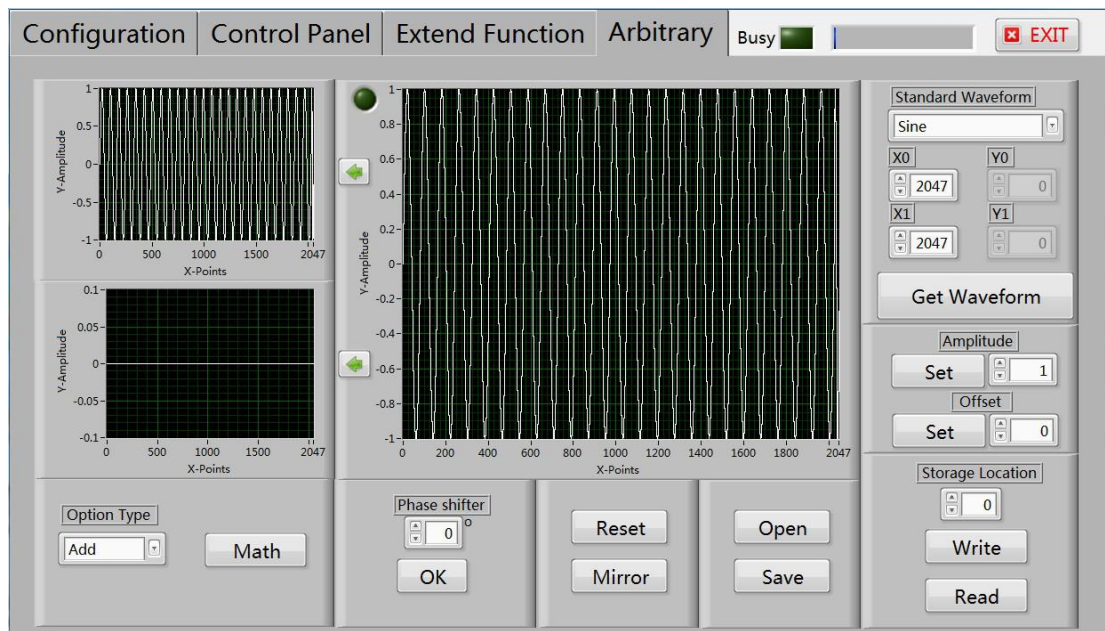 Configuration
Control Panel
Extend Function
Arbitrary
Busy
EXIT
1
0.5
0
-0.5
-1
Y-Amplitude
0 500 1000 1500 2047
X-Points
0.1
0.05
0
-0.05
-0.1
Y-Amplitude
0 500 1000 1500 2047
X-Points
Option Type
Add
Math
1
0.8
0.6
0.4
0.2
0
-0.2
-0.4
-0.6
-0.8
-1
Y-Amplitude
0 200 400 600 800 1000 1200 1400 1600 1800 2047
X-Points
Phase shifter
0 o
OK
Reset
Mirror
Open
Save
Standard Waveform
Sine
X0 Y0
2047 0
X1 Y1
2047 0
Get Waveform
Amplitude
Set 1
Offset
Set 0
Storage Location
0
Write
Read